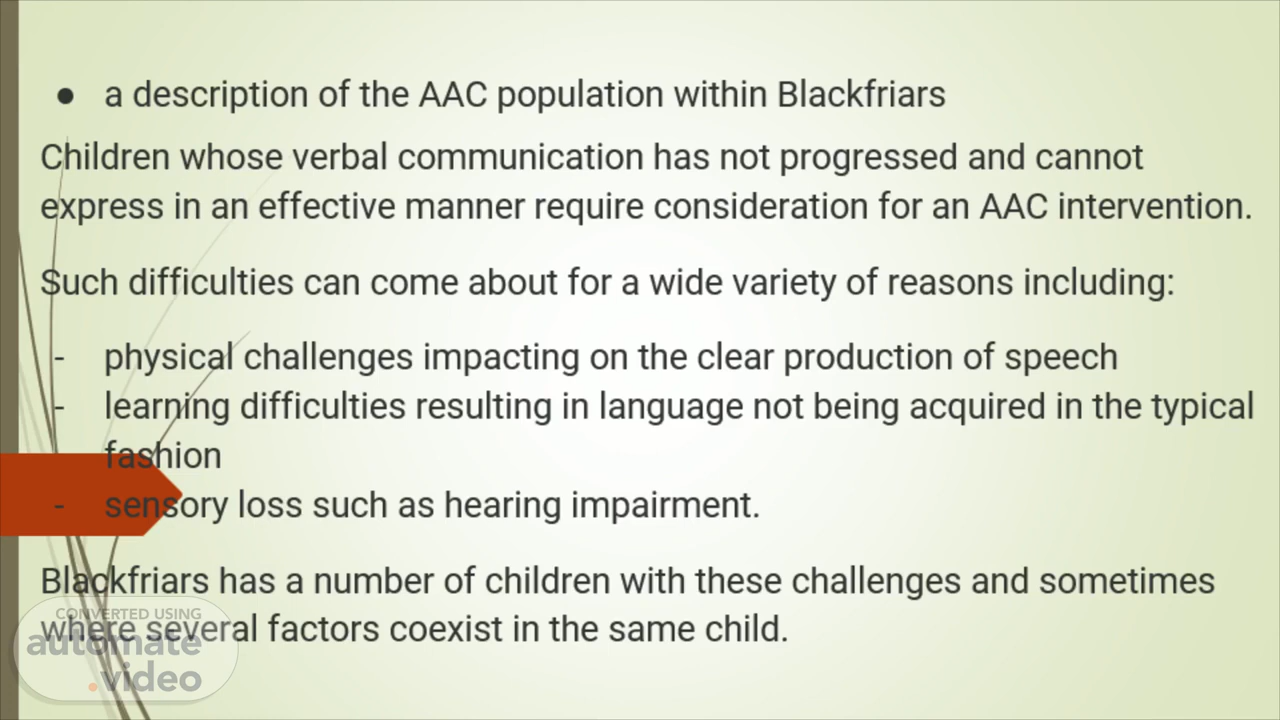 ● a description of the AAC population within Blackfriars
Children whose verbal communication has not progressed and cannot
express in an effective manner require consideration for an AAC intervention.
Such difficulties can come about for a wide variety of reasons including:
- physical challenges impacting on the clear production of speech
- learning difficulties resulting in language not being acquired in the typical
fashion
- sensory loss such as hearing impairment.
Blackfriars has a number of children with these challenges and sometimes
where several factors coexist in the same child.
CONVERTED USING
automate
.video